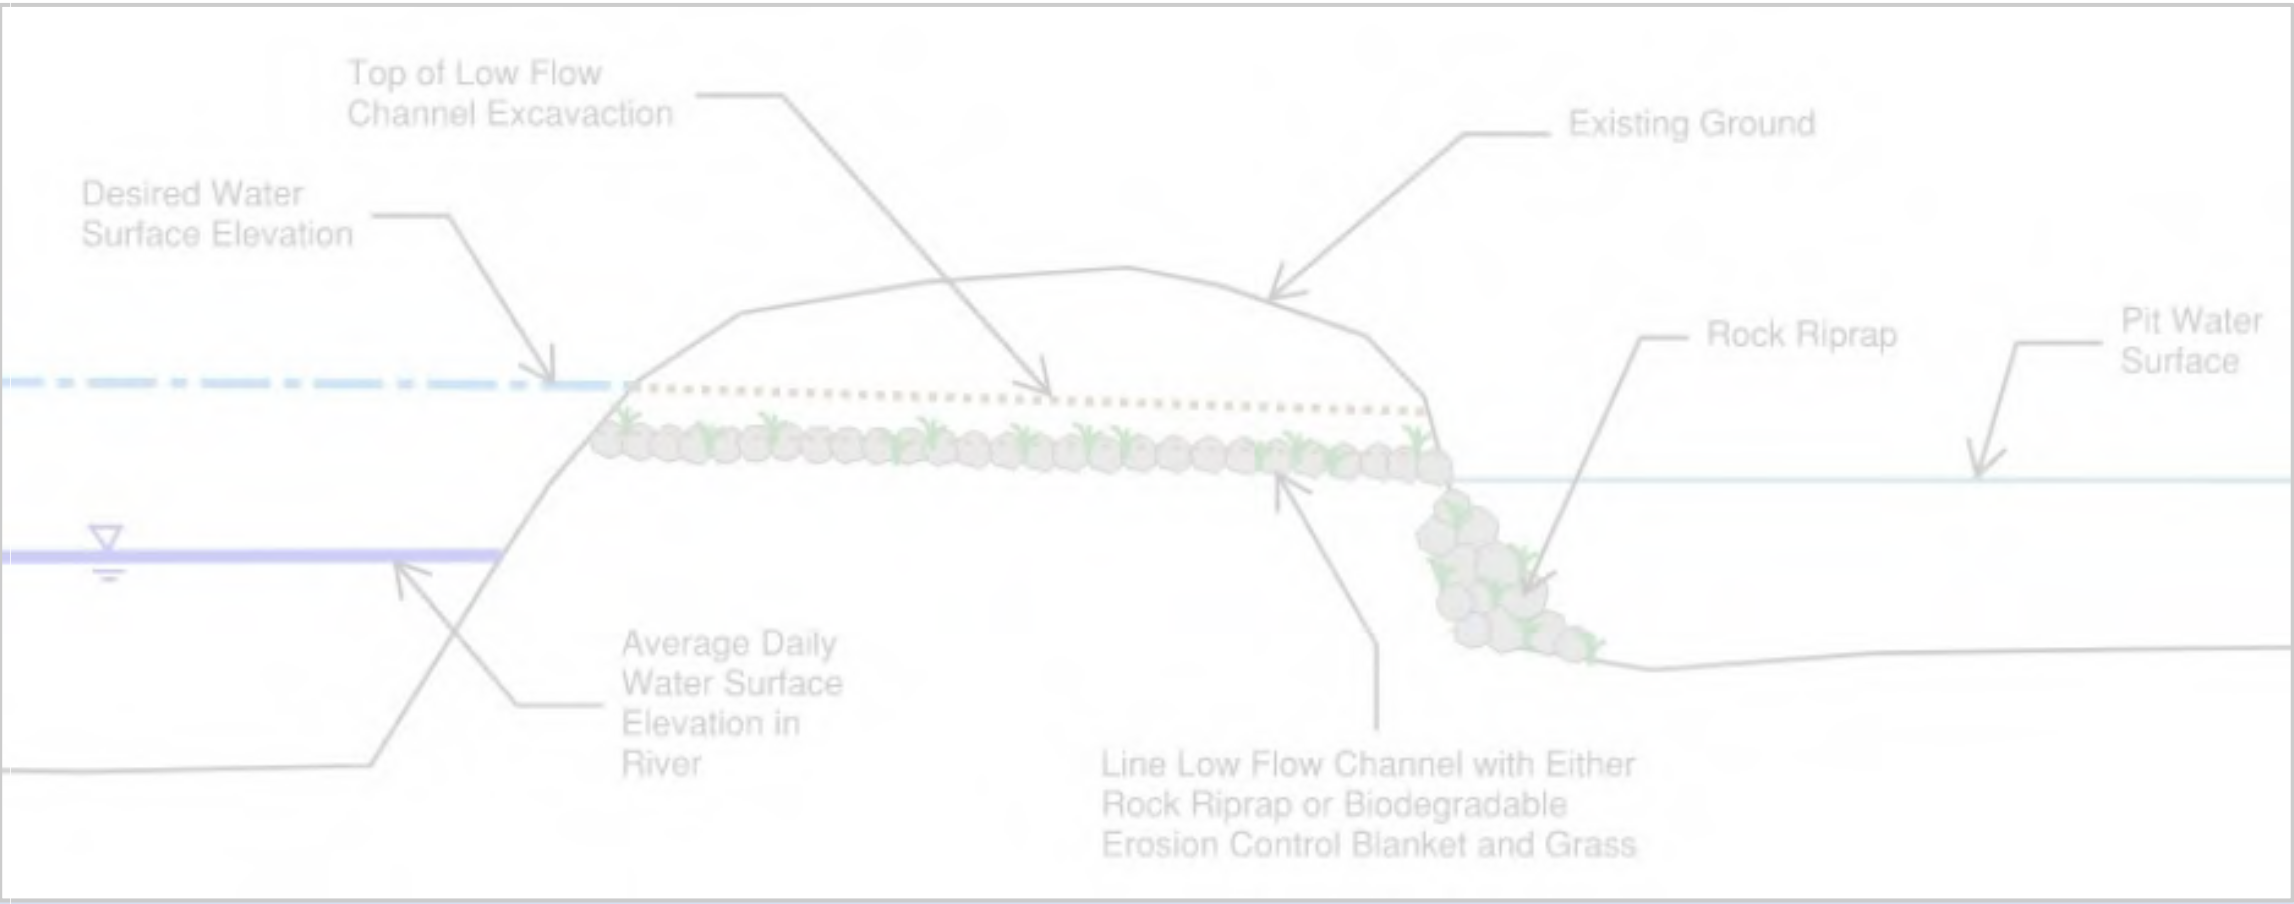 Top of Low Flow
Channel Excavaction
Existing Ground
Desired Water
Surface Elevation
Rock Riprap
Pit Water
Surface
Average Daily
Water Surface
Elevation in
River
Line Low Flow Channel with Either
Rock Riprap or Biodegradable
Erosion Control Blanket and Grass